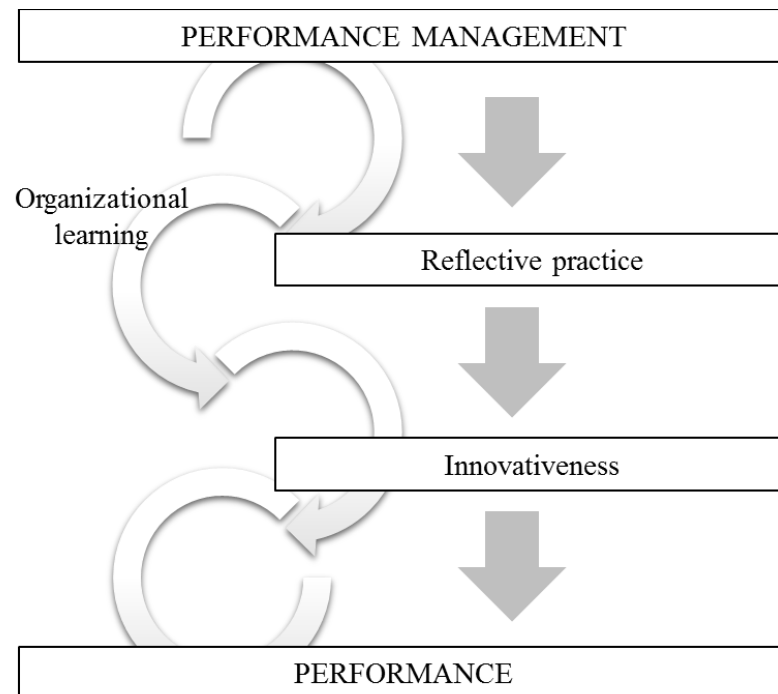 PERFORMANCE MANAGEMENT
Organizational
learning
Reflective practice
Innovativeness
PERFORMANCE